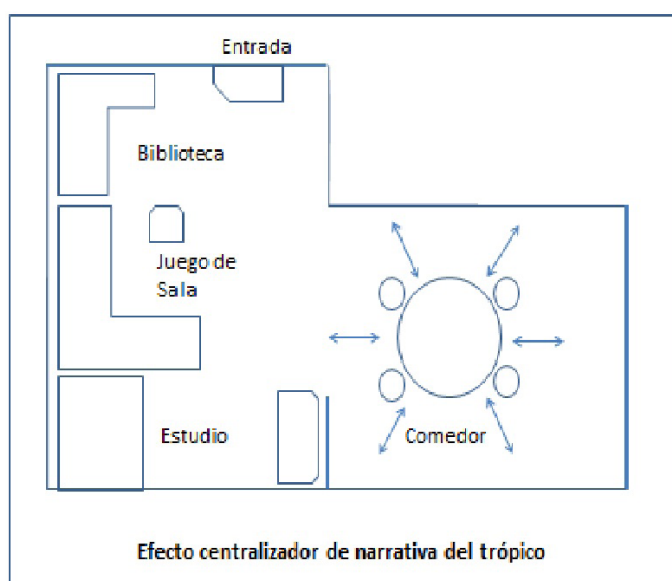 Entrada
Biblioteca
Juego de
Sala
Estudio
Comedor
Efecto centralizador de narrativa del trópico